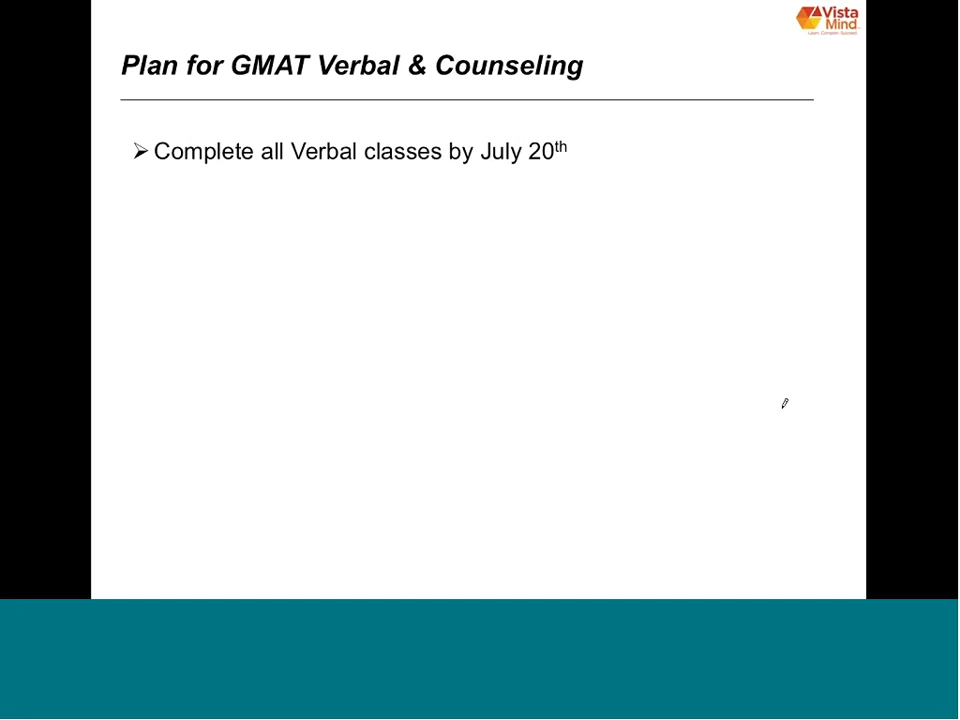 Vista
Mind
Learn. Compete. Succeed.
Plan for GMAT Verbal & Counseling
➢ Complete all Verbal classes by July 20th